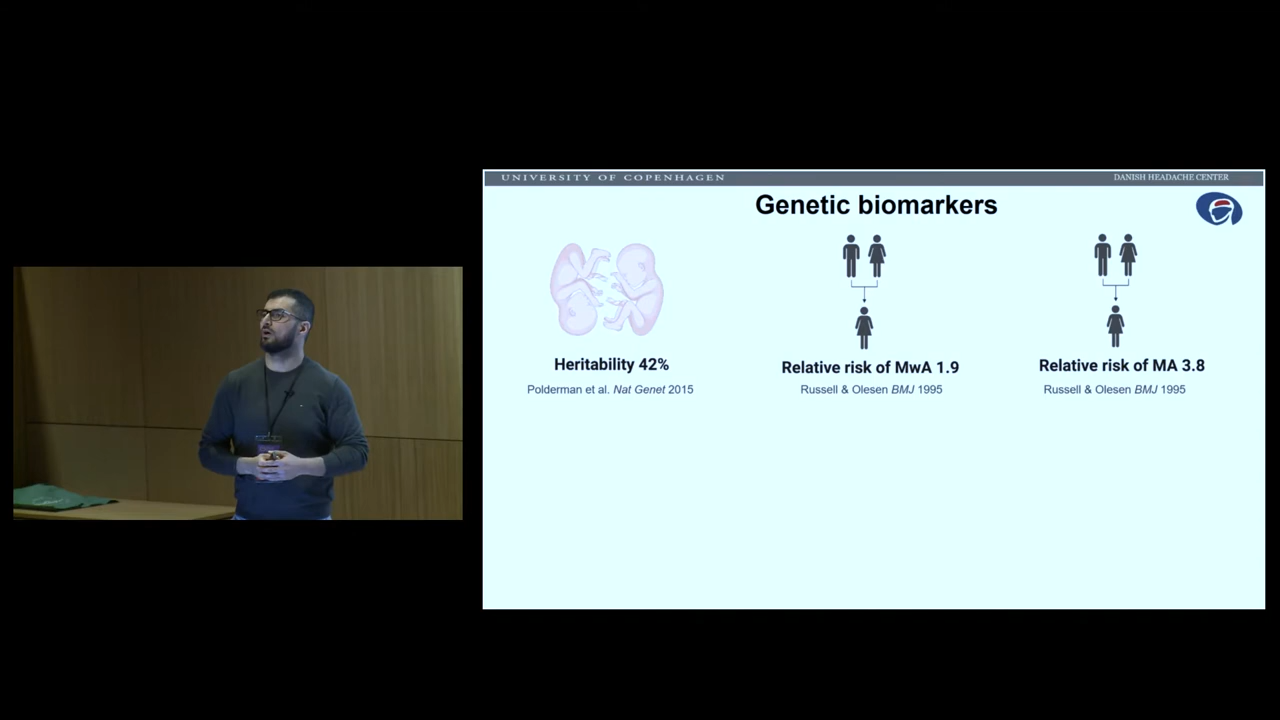 UNIVERSITY OF COPENHAGEN
DANISH HEADACHE CENTER
Genetic biomarkers
Heritability 42%
Polderman et al. Nat Genet 2015
Relative risk of MwA 1.9
Russell & Olesen BMJ 1995
Relative risk of MA 3.8
Russell & Olesen BMJ 1995